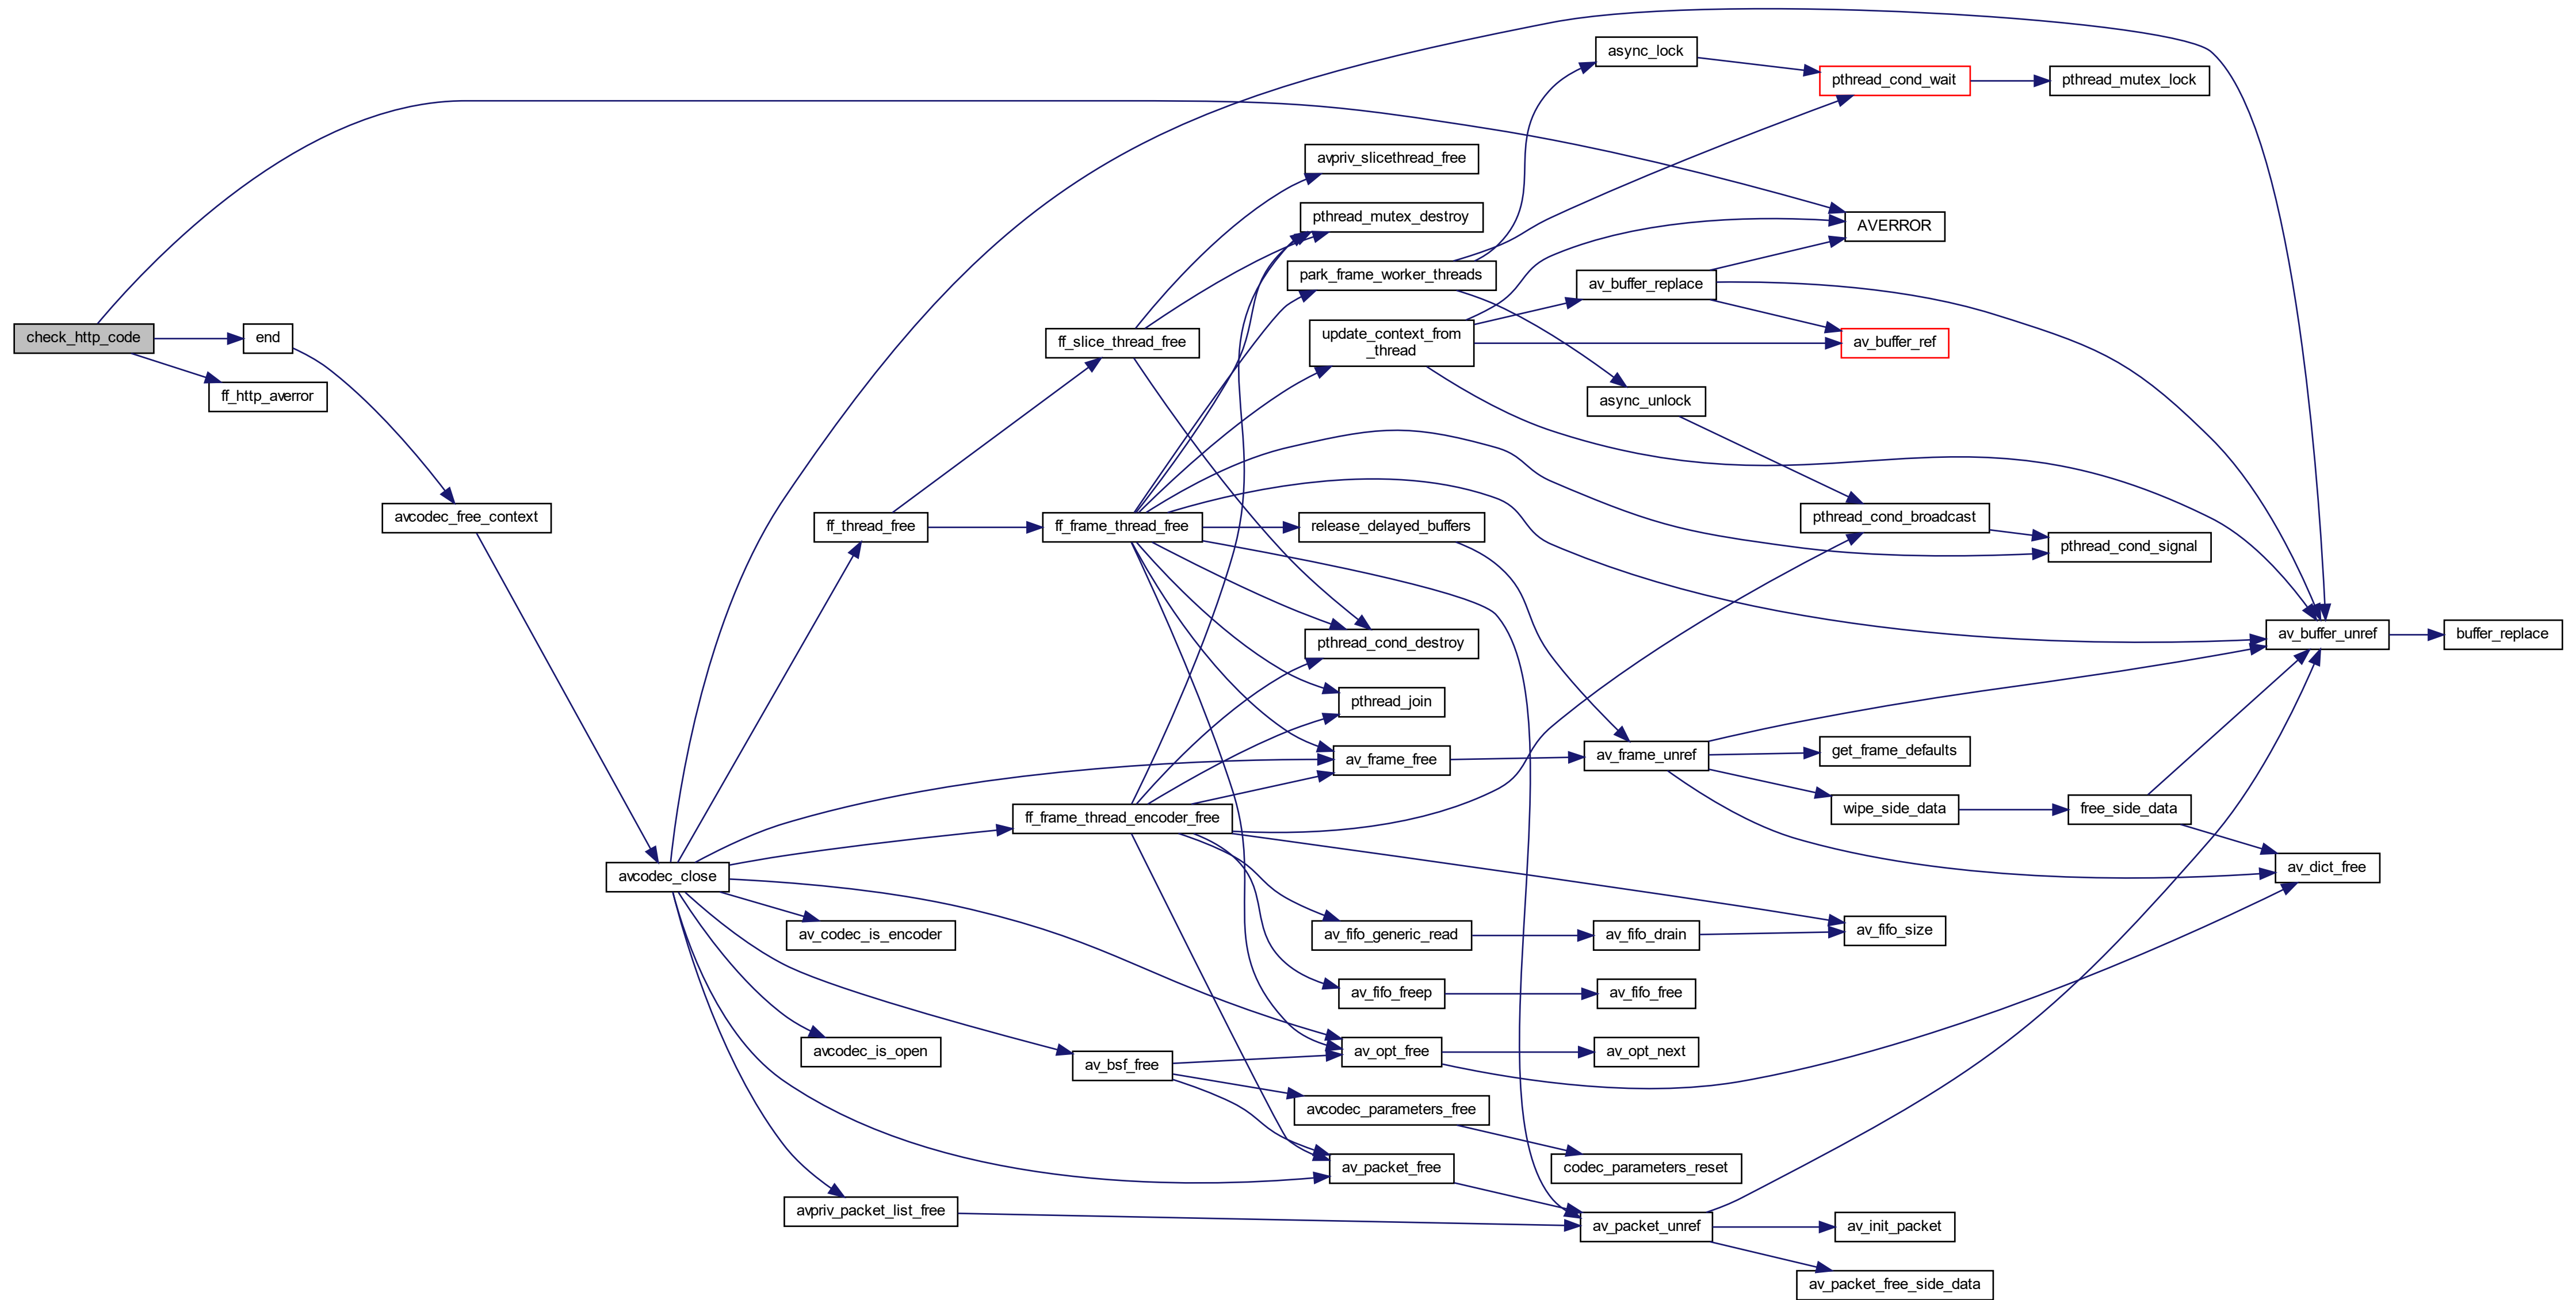 check_http_code
end
ff_http_averror
avcodec_free_context
avcodec_close
ff_thread_free
av_codec_is_encoder
avcodec_is_open
avpriv_packet_list_free
ff_slice_thread_free
ff_frame_thread_free
ff_frame_thread_encoder_free
av_bsf_free
avpriv_slicethread_free
pthread_mutex_destroy
park_frame_worker_threads
update_context_from
_thread
release_delayed_buffers
pthread_cond_destroy
pthread_join
av_frame_free
av_fifo_generic_read
av_fifo_freep
av_opt_free
avcodec_parameters_free
av_packet_free
async_lock
av_buffer_replace
async_unlock
av_frame_unref
av_fifo_drain
av_fifo_free
av_opt_next
codec_parameters_reset
av_packet_unref
pthread_cond_wait
AVERROR
av_buffer_ref
pthread_cond_broadcast
get_frame_defaults
wipe_side_data
av_fifo_size
av_init_packet
av_packet_free_side_data
pthread_mutex_lock
pthread_cond_signal
free_side_data
av_buffer_unref
av_dict_free
buffer_replace